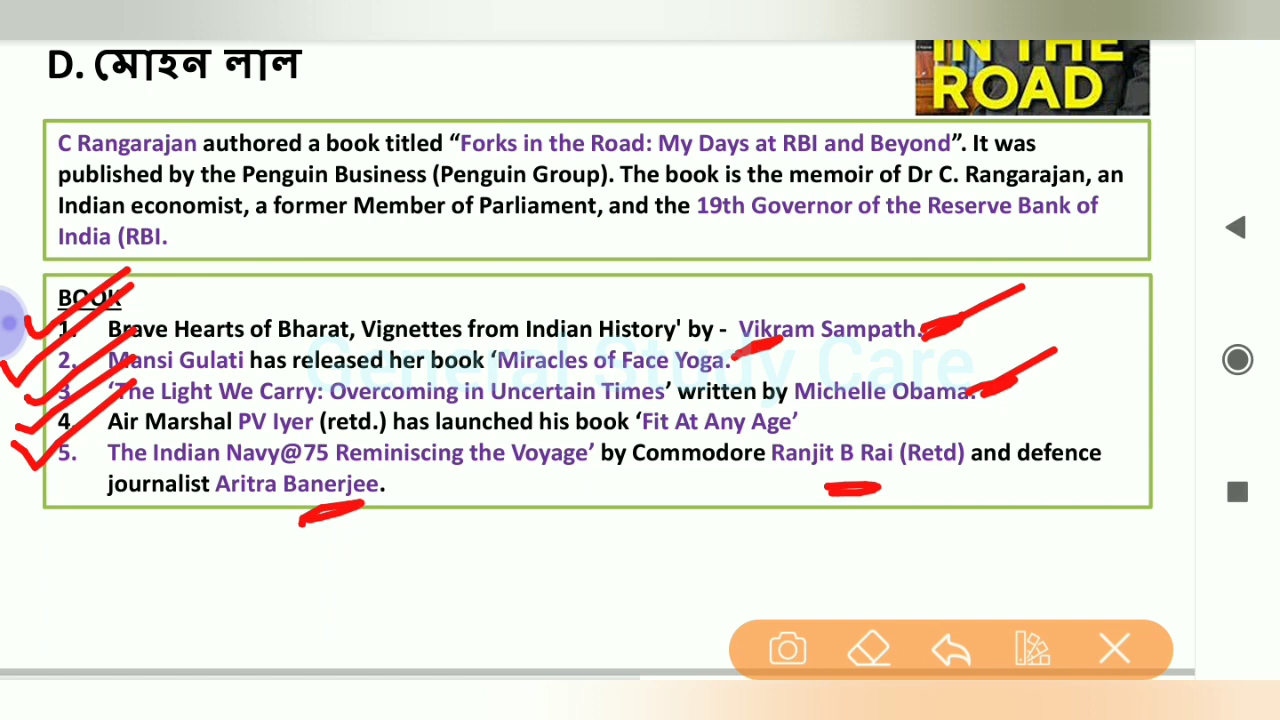 D. মোহন লাল
IN THE
ROAD
C Rangarajan authored a book titled “Forks in the Road: My Days at RBI and Beyond”. It was
published by the Penguin Business (Penguin Group). The book is the memoir of Dr C. Rangarajan, an
Indian economist, a former Member of Parliament, and the 19th Governor of the Reserve Bank of
India (RBI.
BOOK
1. Brave Hearts of Bharat, Vignettes from Indian History' by - Vikram Sampath.
2. Mansi Gulati has released her book ‘Miracles of Face Yoga.’
3. ‘The Light We Carry: Overcoming in Uncertain Times’ written by Michelle Obama.
4. Air Marshal PV Iyer (retd.) has launched his book ‘Fit At Any Age’
5. The Indian Navy@75 Reminiscing the Voyage’ by Commodore Ranjit B Rai (Retd) and defence
journalist Aritra Banerjee.
General Study Care